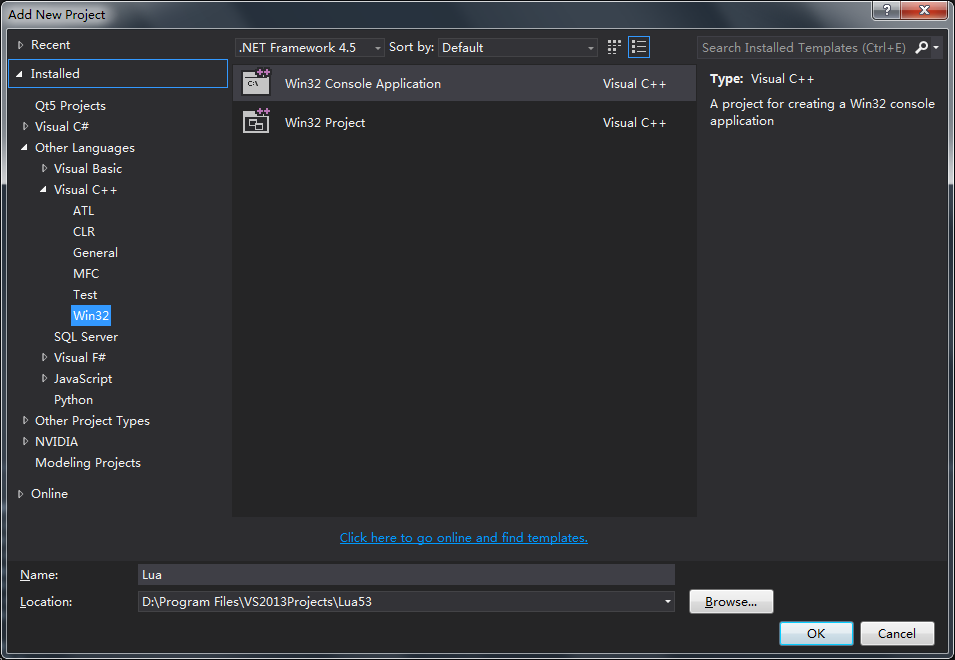 Add New Project
?
Recent
.NET Framework 4.5
Sort by:
Default
Search Installed Templates (Ctrl+E)
Installed
Qt5 Projects
Visual C#
Other Languages
Visual Basic
Visual C++
ATL
CLR
General
MFC
Test
Win32
SQL Server
Visual F#
JavaScript
Python
Other Project Types
NVIDIA
Modeling Projects
Online
C:\
Win32 Console Application
Visual C++
Win32 Project
Visual C++
Type: Visual C++
A project for creating a Win32 console
application
Click here to go online and find templates.
Name:
Lua
Location:
D:\Program Files\VS2013Projects\Lua53
Browse...
OK
Cancel